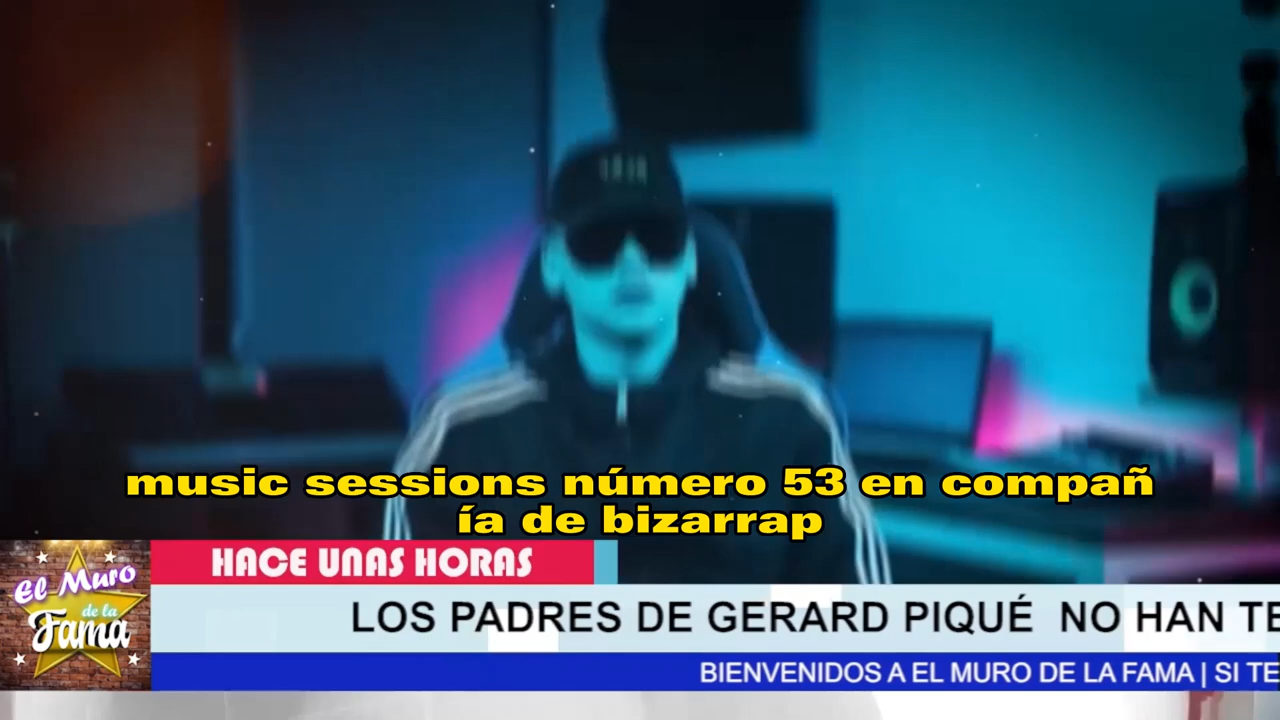 music sessions número 53 en compañ
ía de bizarrap
HACE UNAS HORAS
El Muro
de la
Fama
LOS PADRES DE GERARD PIQUÉ NO HAN TE
BIENVENIDOS A EL MURO DE LA FAMA | SI TE